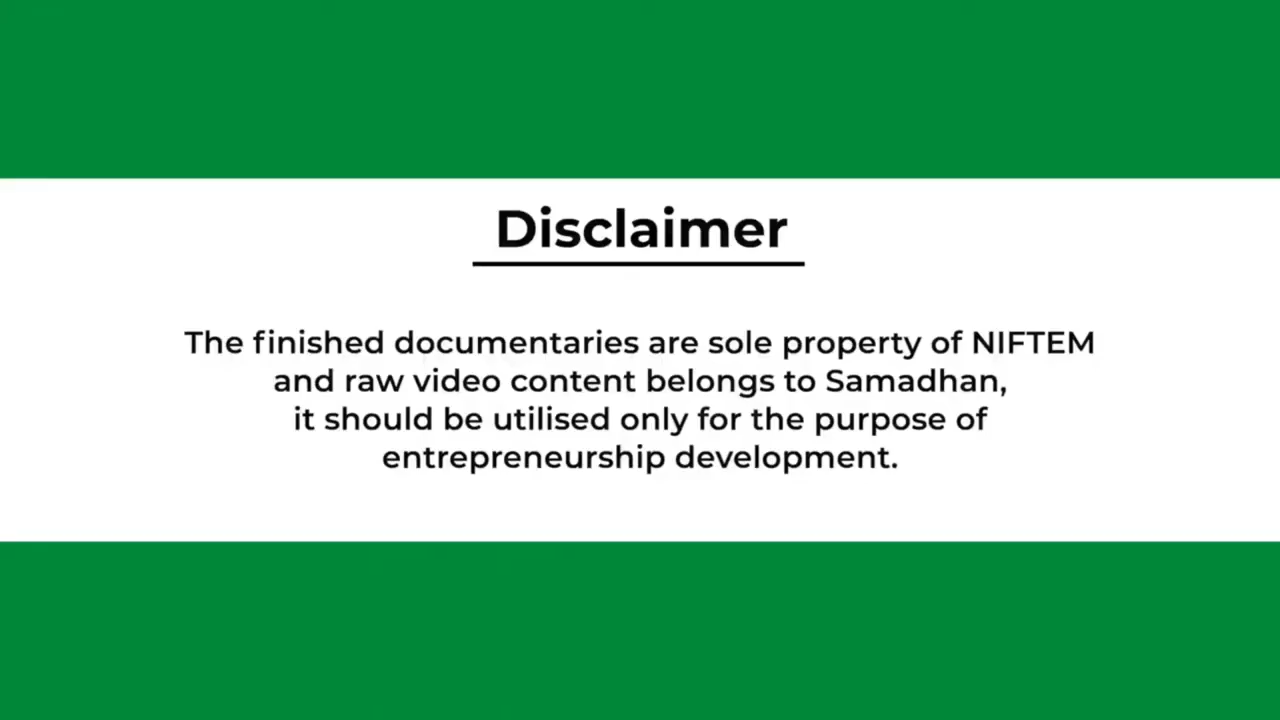 Disclaimer
The finished documentaries are sole property of NIFTEM
and raw video content belongs to Samadhan,
it should be utilised only for the purpose of
entrepreneurship development.